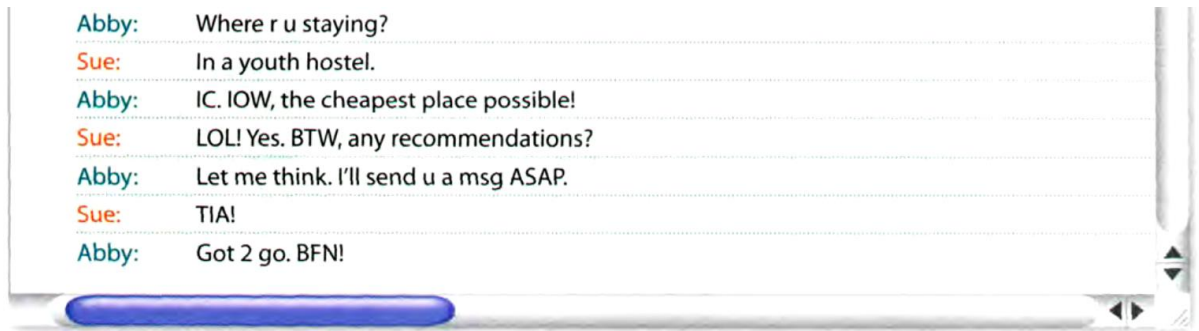 Abby: Where r u staying?
Sue: In a youth hostel.
Abby: IC. IOW, the cheapest place possible!
Sue: LOL! Yes. BTW, any recommendations?
Abby: Let me think. I'll send u a msg ASAP.
Sue: TIA!
Abby: Got 2 go. BFN!